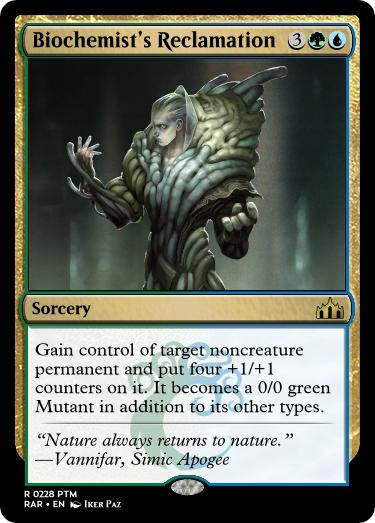 Biochemist's Reclamation 3
Sorcery
Gain control of target noncreature
permanent and put four +1/+1
counters on it. It becomes a 0/0 green
Mutant in addition to its other types.
“Nature always returns to nature.”
—Vannifar, Simic Apogee
R 0228 PTM
RAR • EN Iker Paz